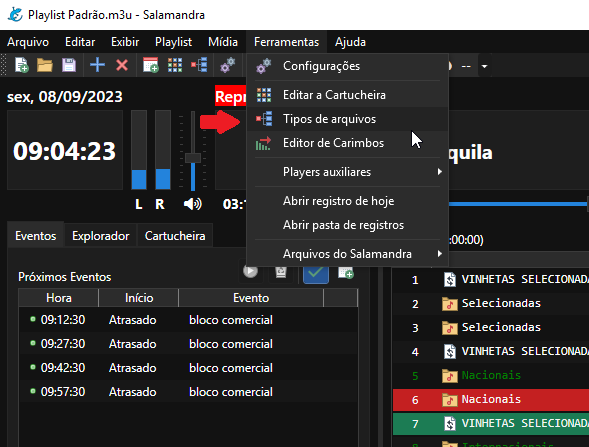 Playlist Padrão.m3u - Salamandra
Arquivo Editar Exibir Playlist Mídia Ferramentas Ajuda
--
sex, 08/09/2023
09:04:23
L R
Configurações
Editar a Cartucheira
Tipos de arquivos
Editor de Carimbos
Players auxiliares
Abrir registro de hoje
Abrir pasta de registros
Arquivos do Salamandra
quila
:00:00)
Eventos Explorador Cartucheira
Próximos Eventos
Hora Início Evento
09:12:30 Atrasado bloco comercial
09:27:30 Atrasado bloco comercial
09:42:30 Atrasado bloco comercial
09:57:30 Atrasado bloco comercial
1 VINHETAS SELECIONADA
2 Selecionadas
3 Selecionadas
4 VINHETAS SELECIONADA
5 Nacionais
6 Nacionais
7 VINHETAS SELECIONADA
8 Internacionais